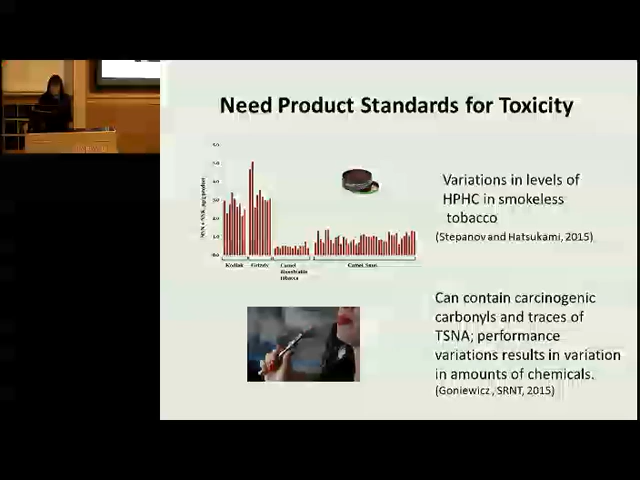 Need Product Standards for Toxicity
Variations in levels of
HPHC in smokeless
tobacco
(Stepanov and Hatsukami, 2015)
Kodiak
Grizzly
Camel
tobacco
Camel Snus
Can contain carcinogenic
carbonyls and traces of
TSNA; performance
variations results in variation
in amounts of chemicals.
(Goniewicz, SRNT, 2015)